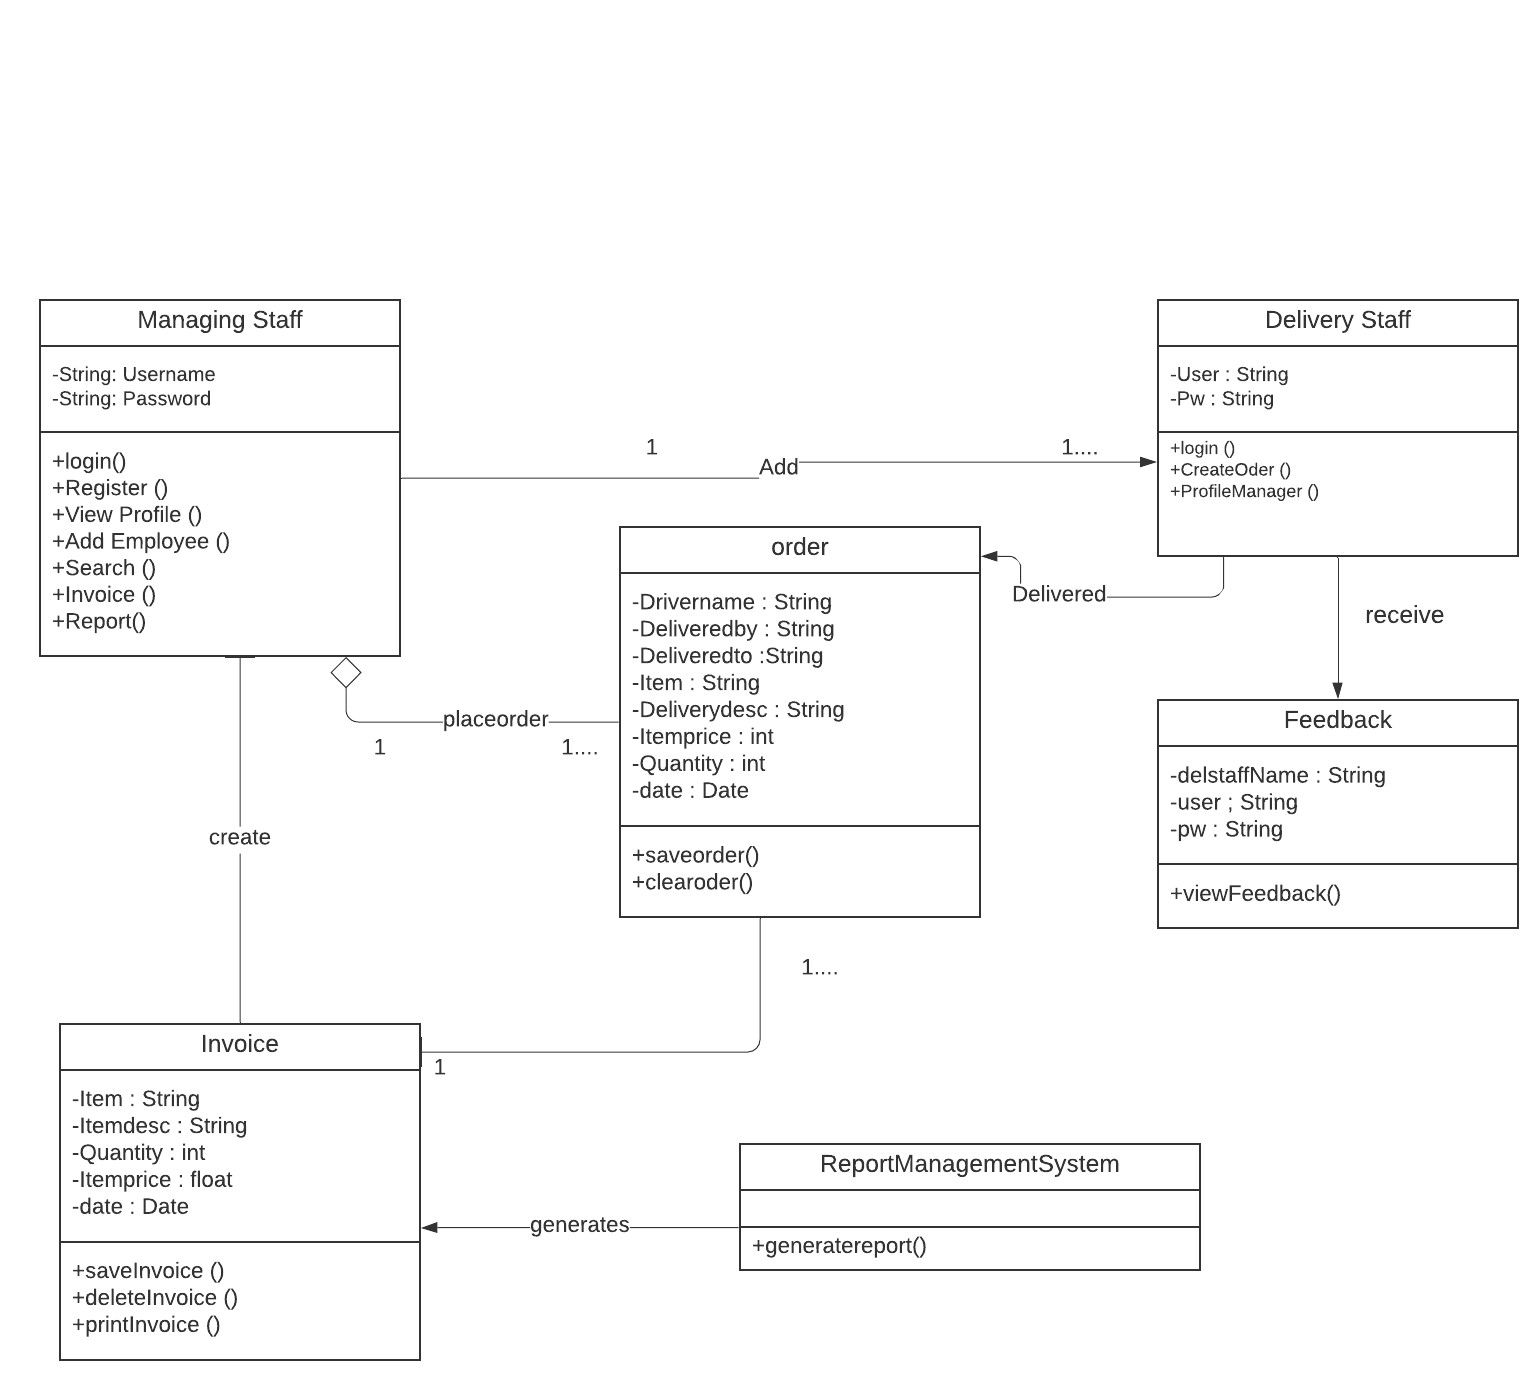 Managing Staff
-String: Username
-String: Password
+login()
+Register ()
+View Profile ()
+Add Employee ()
+Search ()
+Invoice ()
+Report()
1
Add
1....
Delivery Staff
-User : String
-Pw : String
+login ()
+CreateOder ()
+ProfileManager ()
order
-Drivername : String
-Deliveredby : String
-Deliveredto :String
-Item : String
-Deliverydesc : String
-Itemprice : int
-Quantity : int
-date : Date
+saveorder()
+clearoder()
Delivered
receive
placeorder
1
1....
Feedback
-delstaffName : String
-user ; String
-pw : String
+viewFeedback()
create
1....
1
Invoice
-Item : String
-Itemdesc : String
-Quantity : int
-Itemprice : float
-date : Date
+saveInvoice ()
+deleteInvoice ()
+printInvoice ()
generates
ReportManagementSystem
+generatereport()